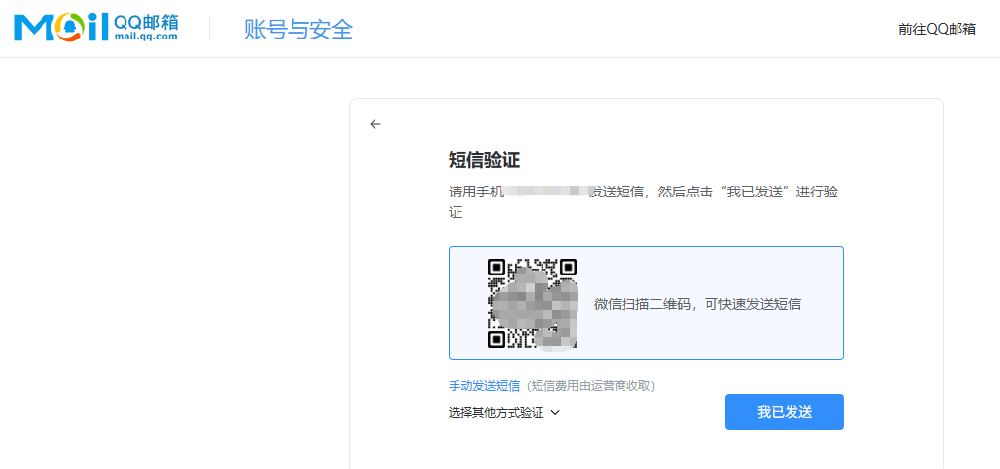 Mail QQ邮箱
mail.qq.com
账号与安全
前往QQ邮箱
短信验证
请用手机 发送短信，然后点击“我已发送”进行验
证
微信扫描二维码，可快速发送短信
手动发送短信（短信费用由运营商收取）
选择其他方式验证
我已发送